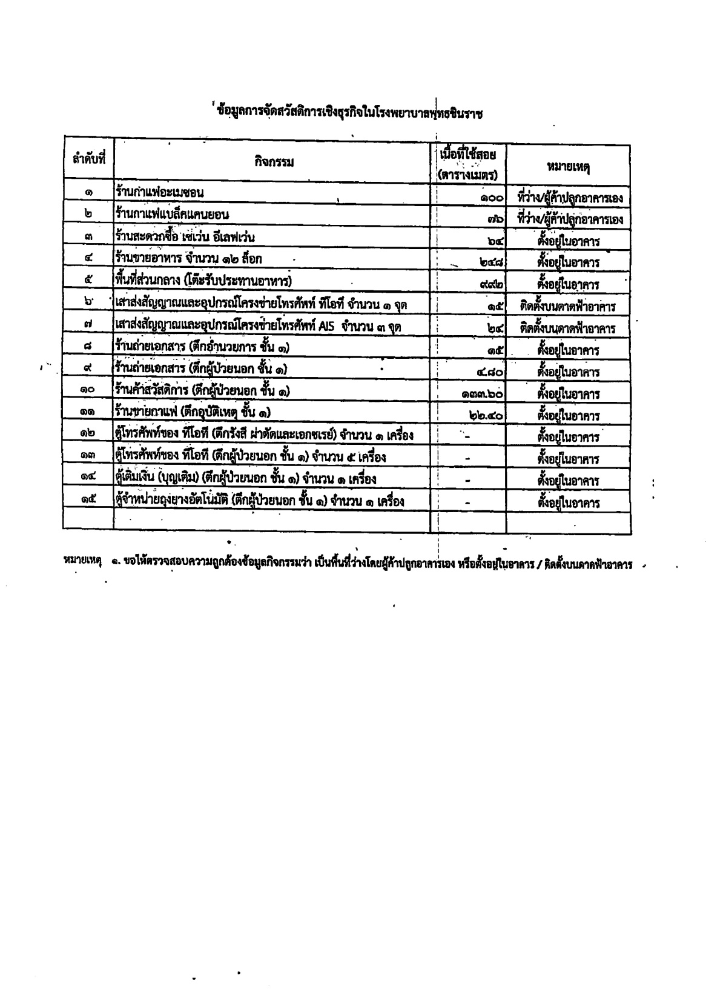 ข้อมูลการจัดสวัสดิการเชิงธุรกิจในโรงพยาบาลพุทธชินราช
ลำดับที่ กิจกรรม เนื้อที่ใช้สอย (ตารางเมตร) หมายเหตุ
๑ ร้านกาแฟอะเมซอน ๑๐๐ ที่ว่าง/ผู้ค้าปลูกอาคารเอง
๒ ร้านกาแฟแบล็คแคนยอน ๗๖ ที่ว่าง/ผู้ค้าปลูกอาคารเอง
๓ ร้านสะดวกซื้อ เซเว่น อีเลฟเว่น ๖๔ ตั้งอยู่ในอาคาร
๔ ร้านขายอาหาร จำนวน ๑๒ ล็อก ๒๔๘ ตั้งอยู่ในอาคาร
๕ พื้นที่ส่วนกลาง (โต๊ะรับประทานอาหาร) ๙๙๒ ตั้งอยู่ในอาคาร
๖ เสาส่งสัญญาณและอุปกรณ์โครงข่ายโทรศัพท์ ทีโอที จำนวน ๑ จุด ๑๕ ติดตั้งบนดาดฟ้าอาคาร
๗ เสาส่งสัญญาณและอุปกรณ์โครงข่ายโทรศัพท์ AIS จำนวน ๓ จุด ๒๔ ติดตั้งบนดาดฟ้าอาคาร
๘ ร้านถ่ายเอกสาร (ตึกอำนวยการ ชั้น ๑) ๑๕ ตั้งอยู่ในอาคาร
๙ ร้านถ่ายเอกสาร (ตึกผู้ป่วยนอก ชั้น ๑) ๔.๘๐ ตั้งอยู่ในอาคาร
๑๐ ร้านค้าสวัสดิการ (ตึกผู้ป่วยนอก ชั้น ๑) ๑๓๓.๖๐ ตั้งอยู่ในอาคาร
๑๑ ร้านขายกาแฟ (ตึกอุบัติเหตุ ชั้น ๑) ๒๒.๔๐ ตั้งอยู่ในอาคาร
๑๒ ตู้โทรศัพท์ของ ทีโอที (ตึกรังสี ผ่าตัดและเอกซเรย์) จำนวน ๑ เครื่อง - ตั้งอยู่ในอาคาร
๑๓ ตู้โทรศัพท์ของ ทีโอที (ตึกผู้ป่วยนอก ชั้น ๑) จำนวน ๕ เครื่อง - ตั้งอยู่ในอาคาร
๑๔ ตู้เติมเงิน (บุญเติม) (ตึกผู้ป่วยนอก ชั้น ๑) จำนวน ๑ เครื่อง - ตั้งอยู่ในอาคาร
๑๕ ตู้จำหน่ายถุงยางอัตโนมัติ (ตึกผู้ป่วยนอก ชั้น ๑) จำนวน ๑ เครื่อง - ตั้งอยู่ในอาคาร
หมายเหตุ ๑. ขอให้ตรวจสอบความถูกต้องข้อมูลกิจกรรมว่า เป็นพื้นที่ว่างโดยผู้ค้าปลูกอาคารเอง หรือตั้งอยู่ในอาคาร / ติดตั้งบนดาดฟ้าอาคาร